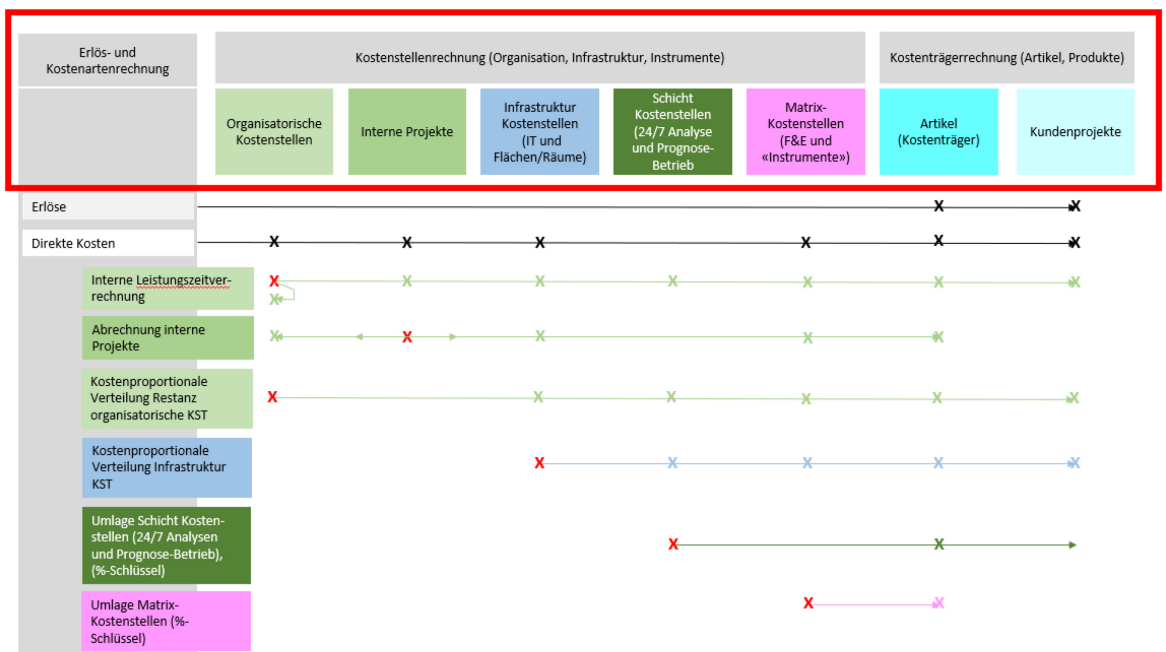 Erlös- und
Kostenartenrechnung
Kostenstellenrechnung (Organisation, Infrastruktur, Instrumente)
Kostenträgerrechnung (Artikel, Produkte)
Organisatorische
Kostenstellen
Interne Projekte
Infrastruktur
Kostenstellen
(IT und
Flächen/Räume)
Schicht
Kostenstellen
(24/7 Analyse
und Prognose-
Betrieb
Matrix-
Kostenstellen
(F&E und
«Instrumente»)
Artikel
(Kostenträger)
Kundenprojekte
Erlöse
X X
Direkte Kosten
X X X X X X
Interne Leistungszeitver-
rechnung
X X X X X X X
X
Abrechnung interne
Projekte
X X X X X
Kostenproportionale
Verteilung Restanz
organisatorische KST
X X X X X X
Kostenproportionale
Verteilung Infrastruktur
KST
X X X X X
Umlage Schicht Kosten-
stellen (24/7 Analysen
und Prognose-Betrieb),
(%-Schlüssel)
X X
Umlage Matrix-
Kostenstellen (%-
Schlüssel)
X X